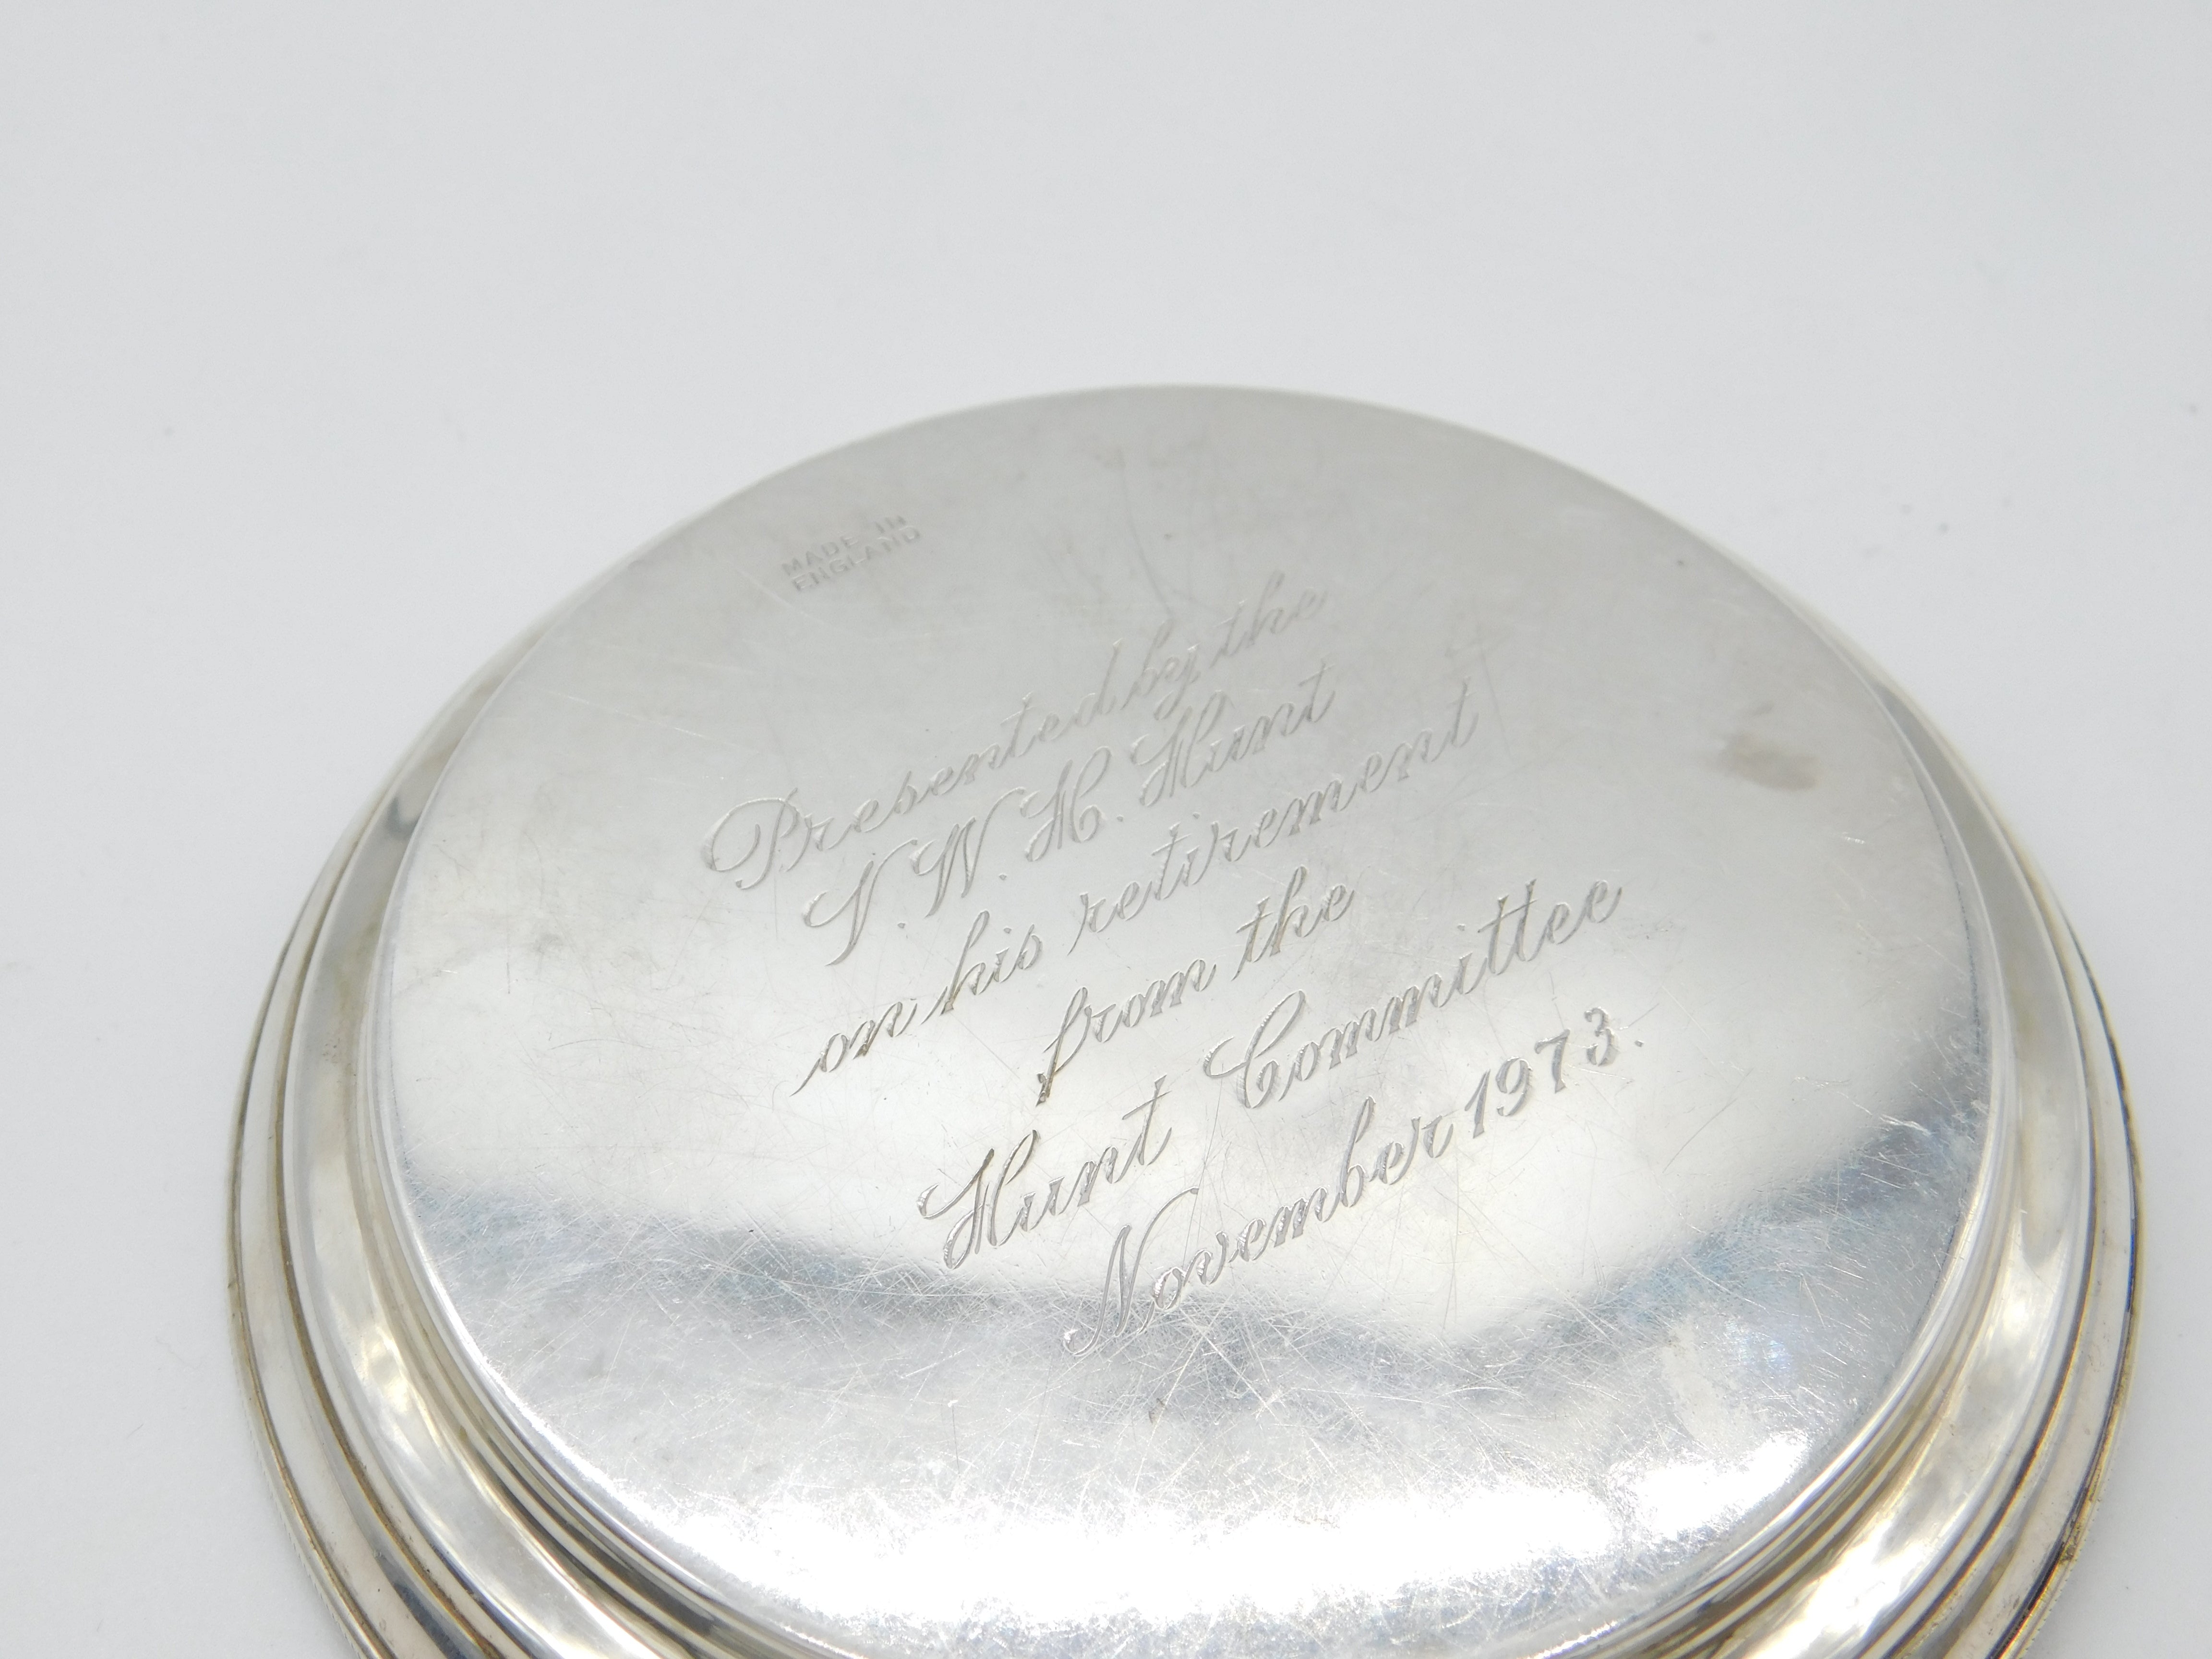 MADE IN
ENGLAND
Presented by the
V.W.H. Hunt
on his retirement
from the
Hunt Committee
November 1973.